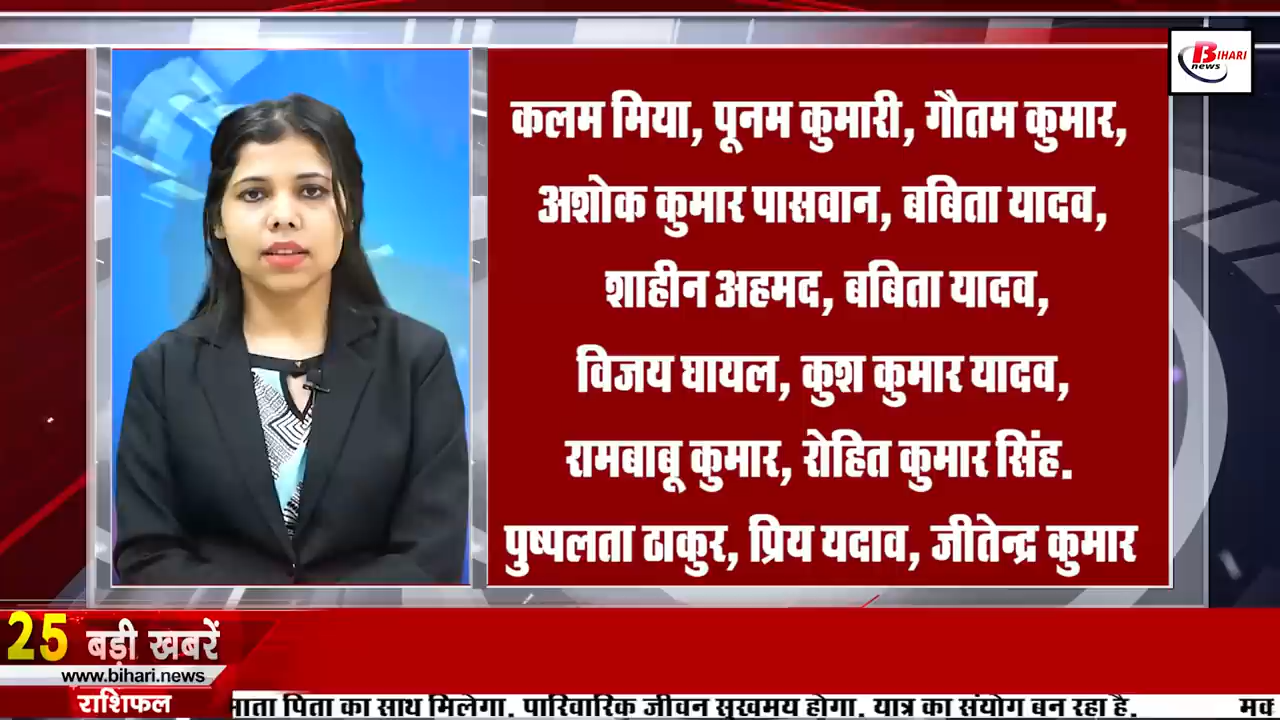 BIHARI
news
कलम मिया, पूनम कुमारी, गौतम कुमार,
अशोक कुमार पासवान, बबिता यादव,
शाहीन अहमद, बबिता यादव,
विजय घायल, कुश कुमार यादव,
रामबाबू कुमार, रोहित कुमार सिंह.
पुष्पलता ठाकुर, प्रिय यदाव, जीतेन्द्र कुमार
25 बड़ी खबरें
www.bihari.news
राशिफल
माता पिता का साथ मिलेगा. पारिवारिक जीवन सुखमय होगा. यात्र का संयोग बन रहा है.